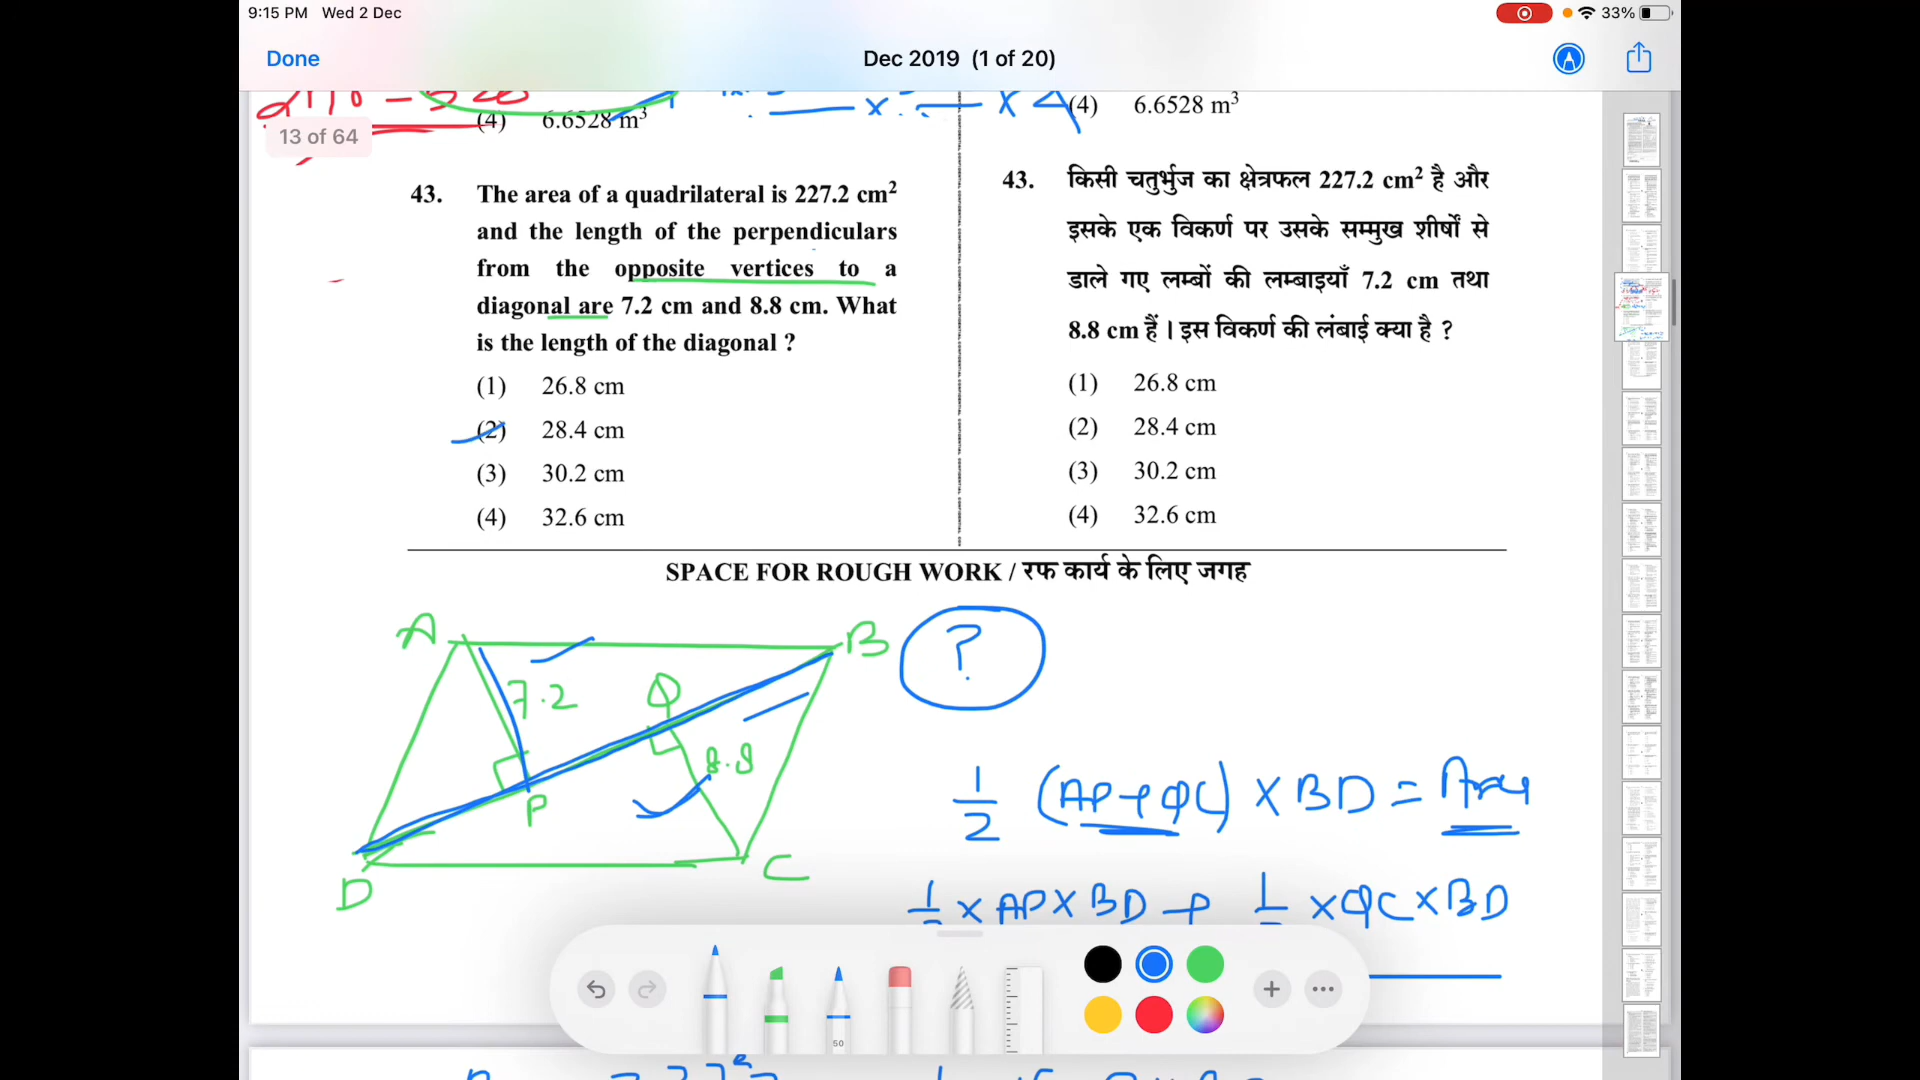 9:15 PM Wed 2 Dec
33%
Done
Dec 2019 (1 of 20)
13 of 64
(4) 6.6528 m³
43. The area of a quadrilateral is 227.2 cm²
and the length of the perpendiculars
from the opposite vertices to a
diagonal are 7.2 cm and 8.8 cm. What
is the length of the diagonal ?
(1) 26.8 cm
(2) 28.4 cm
(3) 30.2 cm
(4) 32.6 cm
(4) 6.6528 m³
43. किसी चतुर्भुज का क्षेत्रफल 227.2 cm² है और
इसके एक विकर्ण पर उसके सम्मुख शीर्षों से
डाले गए लम्बों की लम्बाइयाँ 7.2 cm तथा
8.8 cm हैं । इस विकर्ण की लंबाई क्या है ?
(1) 26.8 cm
(2) 28.4 cm
(3) 30.2 cm
(4) 32.6 cm
SPACE FOR ROUGH WORK / रफ कार्य के लिए जगह
A
B
?
7.2
Q
8.8
P
C
D
1/2 (AP+QC) × BD = Area
× AP × BD + × QC × BD
50